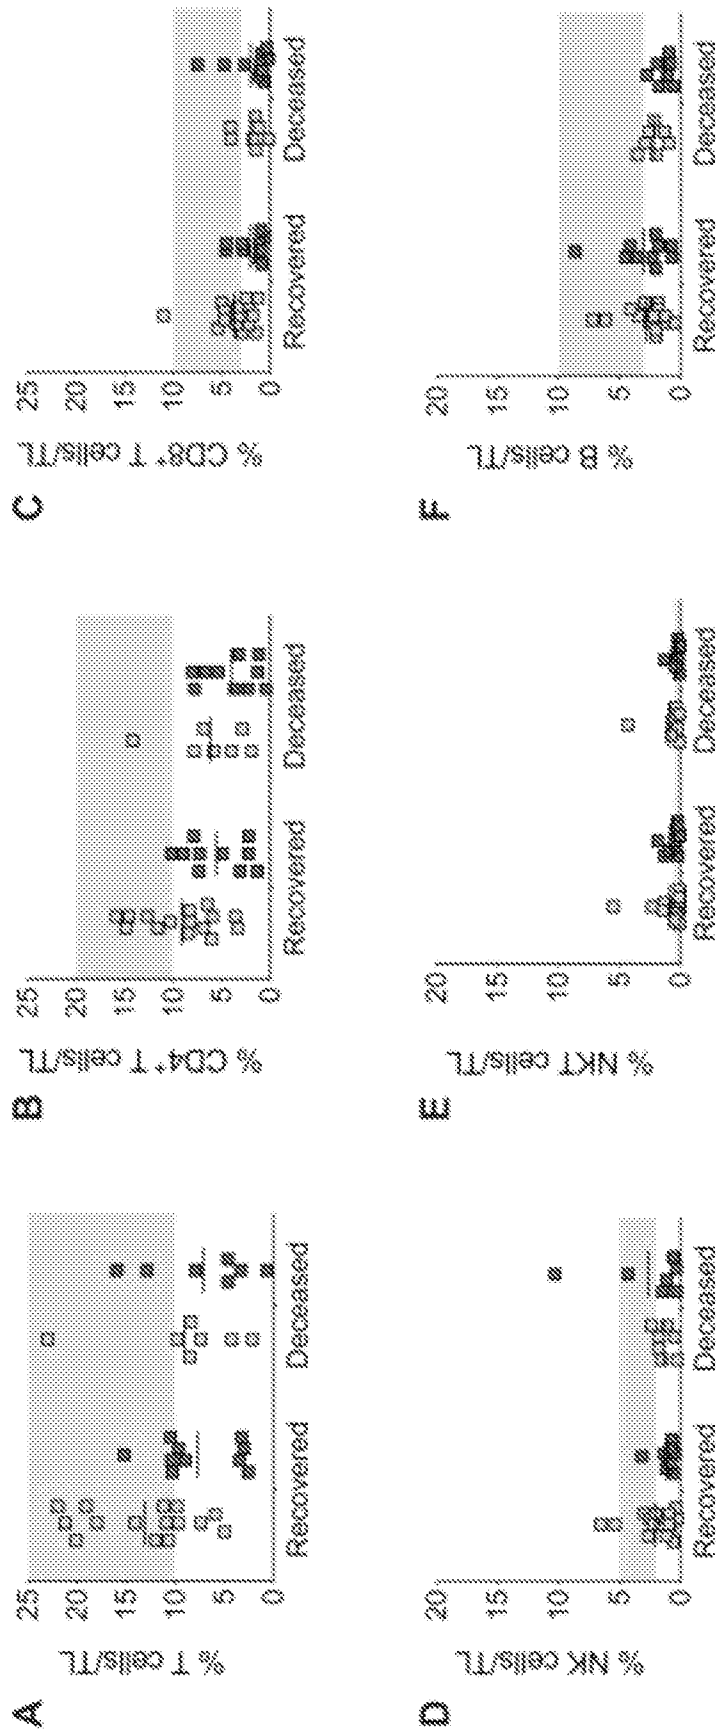 A
% T cells/TL
25
20
15
10
5
0
Recovered
Deceased
B
% CD4⁺ T cells/TL
25
20
15
10
5
0
Recovered
Deceased
C
% CD8⁺ T cells/TL
25
20
15
10
5
0
Recovered
Deceased
D
% NK cells/TL
20
15
10
5
0
Recovered
Deceased
E
% NKT cells/TL
20
15
10
5
0
Recovered
Deceased
F
% B cells/TL
20
15
10
5
0
Recovered
Deceased